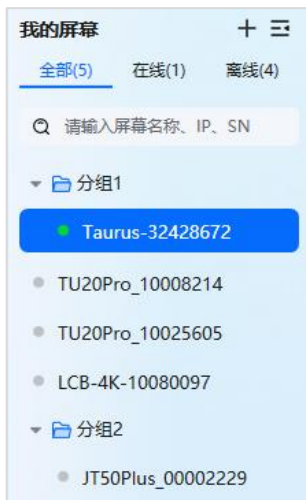 我的屏幕
全部(5) 在线(1) 离线(4)
请输入屏幕名称、IP、SN
分组1
Taurus-32428672
TU20Pro_10008214
TU20Pro_10025605
LCB-4K-10080097
分组2
JT50Plus_00002229